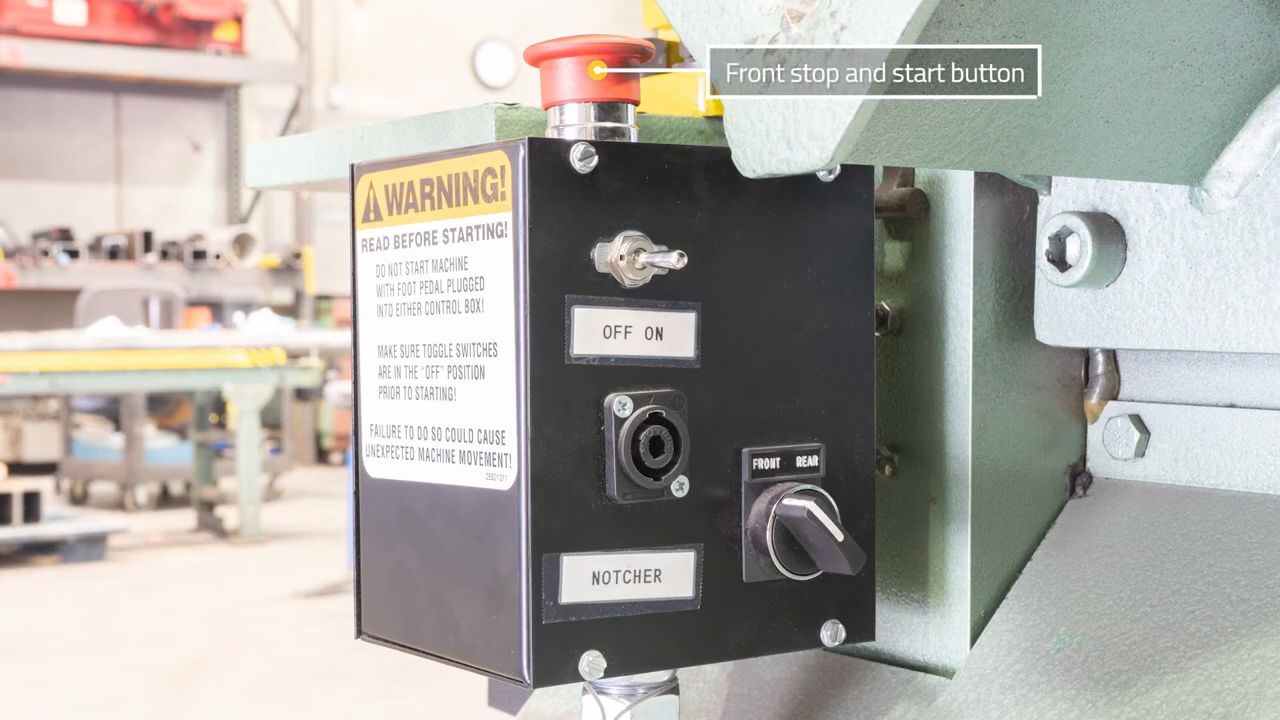 Front stop and start button
WARNING!
READ BEFORE STARTING!
DO NOT START MACHINE
WITH FOOT PEDAL PLUGGED
INTO EITHER CONTROL BOX!
MAKE SURE TOGGLE SWITCHES
ARE IN THE "OFF" POSITION
PRIOR TO STARTING!
FAILURE TO DO SO COULD CAUSE
UNEXPECTED MACHINE MOVEMENT!
OFF ON
FRONT REAR
NOTCHER